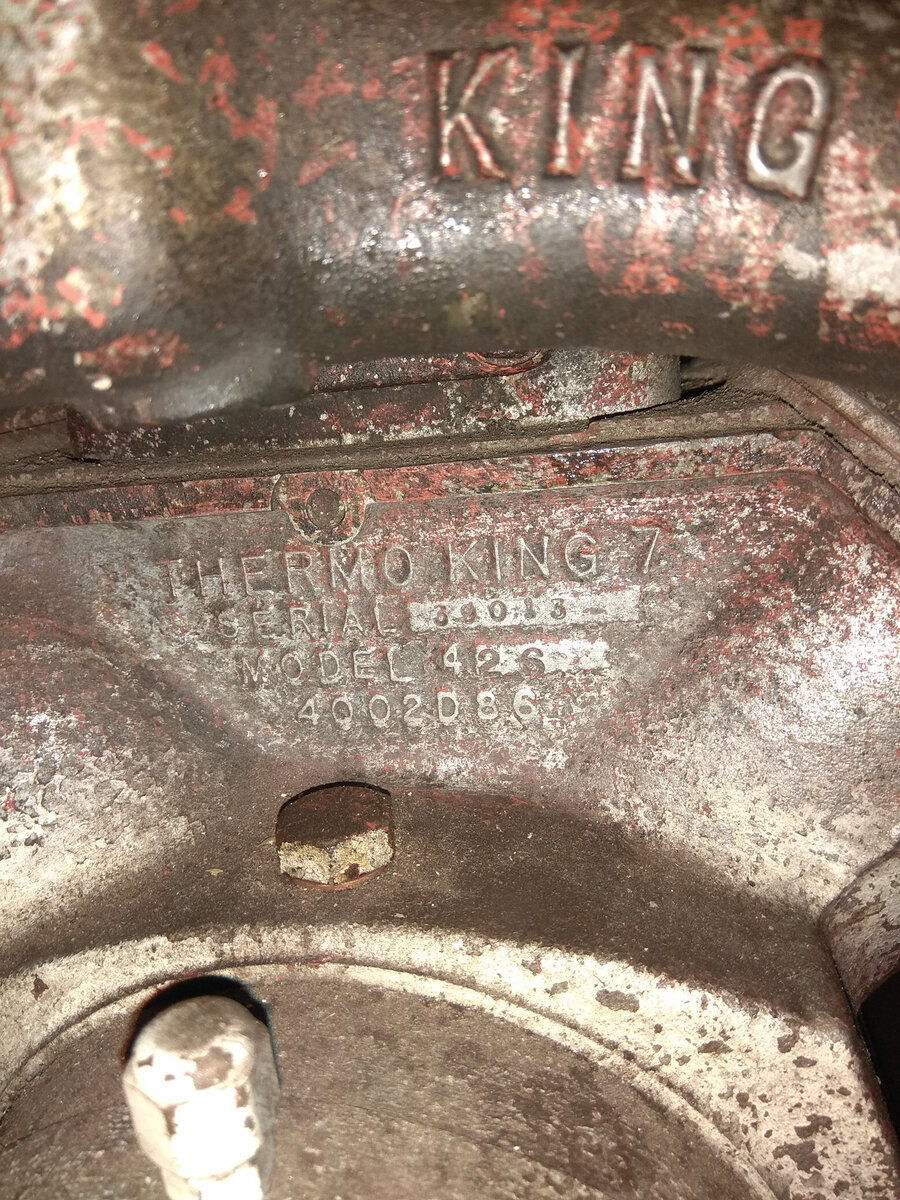 KING
THERMO KING 7
SERIAL 39013-
MODEL 426
4002D86